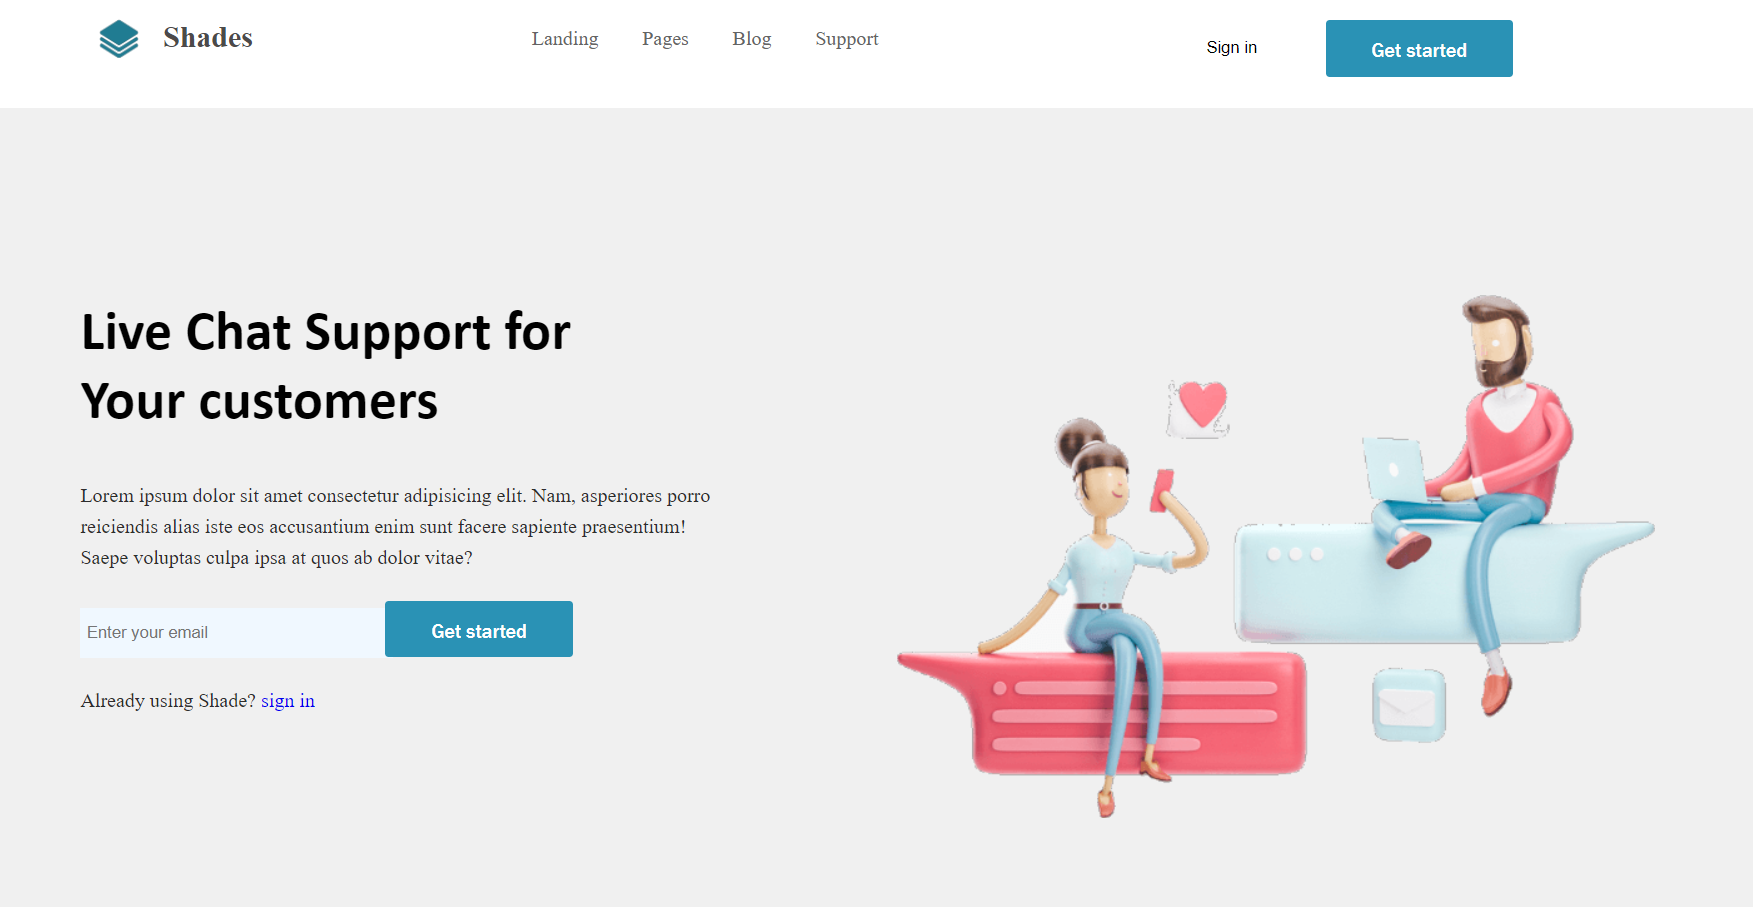 Shades
Landing Pages Blog Support
Sign in
Get started
Live Chat Support for
Your customers
Lorem ipsum dolor sit amet consectetur adipisicing elit. Nam, asperiores porro
reiciendis alias iste eos accusantium enim sunt facere sapiente praesentium!
Saepe voluptas culpa ipsa at quos ab dolor vitae?
Enter your email
Get started
Already using Shade? sign in